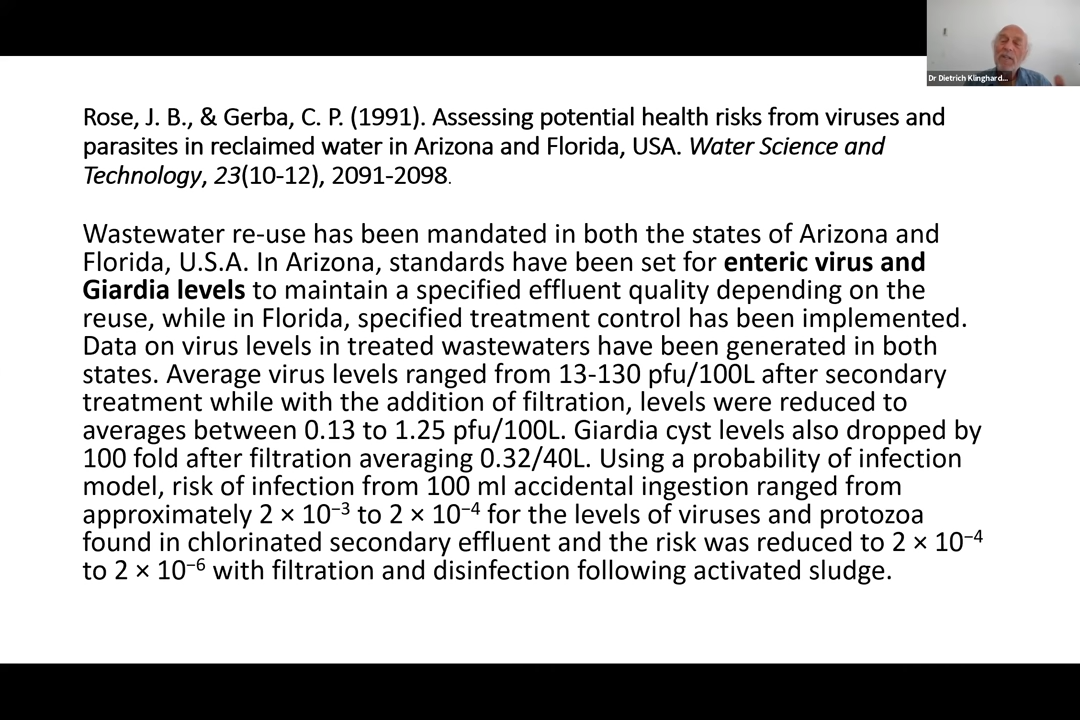 Dr Dietrich Klinghard...
Rose, J. B., & Gerba, C. P. (1991). Assessing potential health risks from viruses and
parasites in reclaimed water in Arizona and Florida, USA. Water Science and
Technology, 23(10-12), 2091-2098.
Wastewater re-use has been mandated in both the states of Arizona and
Florida, U.S.A. In Arizona, standards have been set for enteric virus and
Giardia levels to maintain a specified effluent quality depending on the
reuse, while in Florida, specified treatment control has been implemented.
Data on virus levels in treated wastewaters have been generated in both
states. Average virus levels ranged from 13-130 pfu/100L after secondary
treatment while with the addition of filtration, levels were reduced to
averages between 0.13 to 1.25 pfu/100L. Giardia cyst levels also dropped by
100 fold after filtration averaging 0.32/40L. Using a probability of infection
model, risk of infection from 100 ml accidental ingestion ranged from
approximately 2 × 10⁻³ to 2 × 10⁻⁴ for the levels of viruses and protozoa
found in chlorinated secondary effluent and the risk was reduced to 2 × 10⁻⁴
to 2 × 10⁻⁶ with filtration and disinfection following activated sludge.